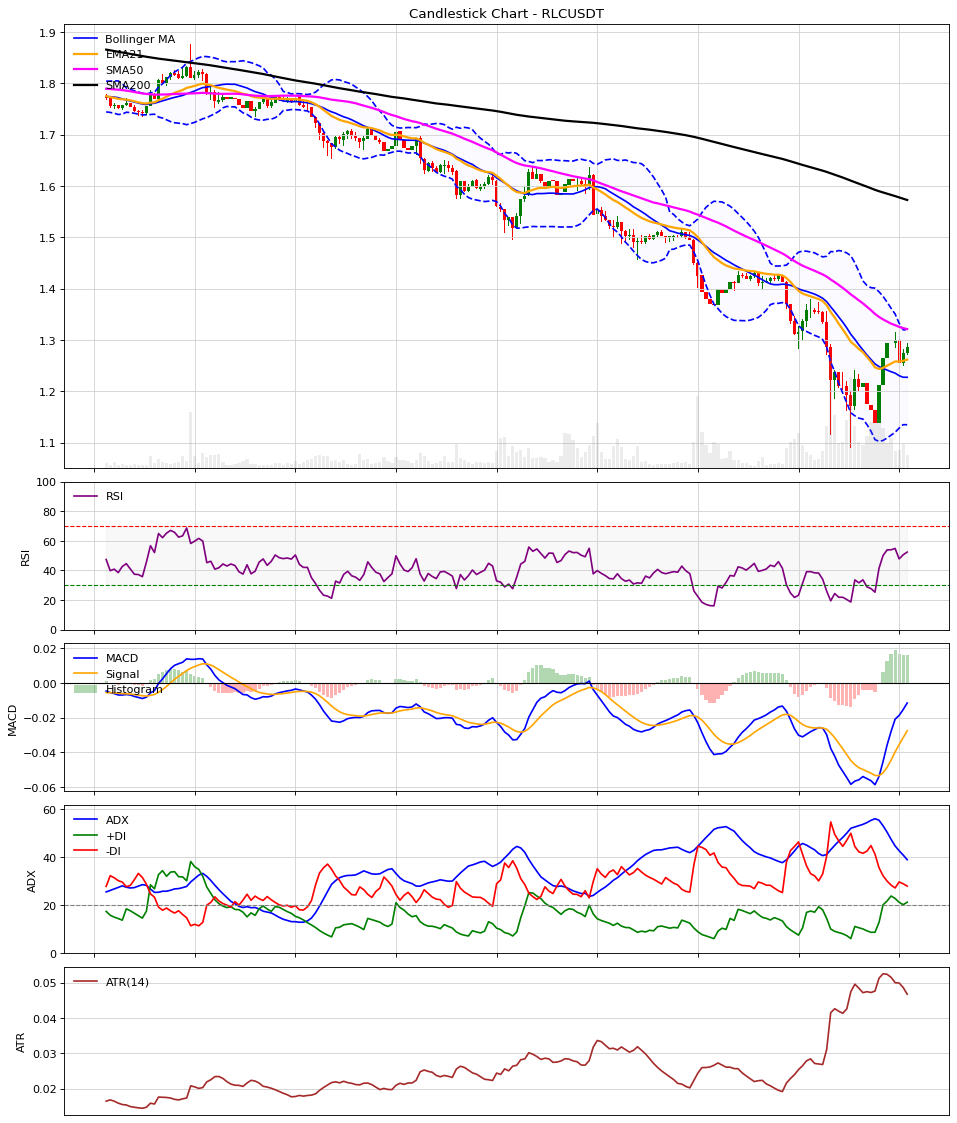 Candlestick Chart - RLCUSDT
Bollinger MA
EMA21
SMA50
SMA200
1.9
1.8
1.7
1.6
1.5
1.4
1.3
1.2
1.1
RSI
RSI
100
80
60
40
20
0
MACD
Signal
Histogram
MACD
0.02
0.00
−0.02
−0.04
−0.06
ADX
+DI
-DI
ADX
60
40
20
0
ATR(14)
ATR
0.05
0.04
0.03
0.02